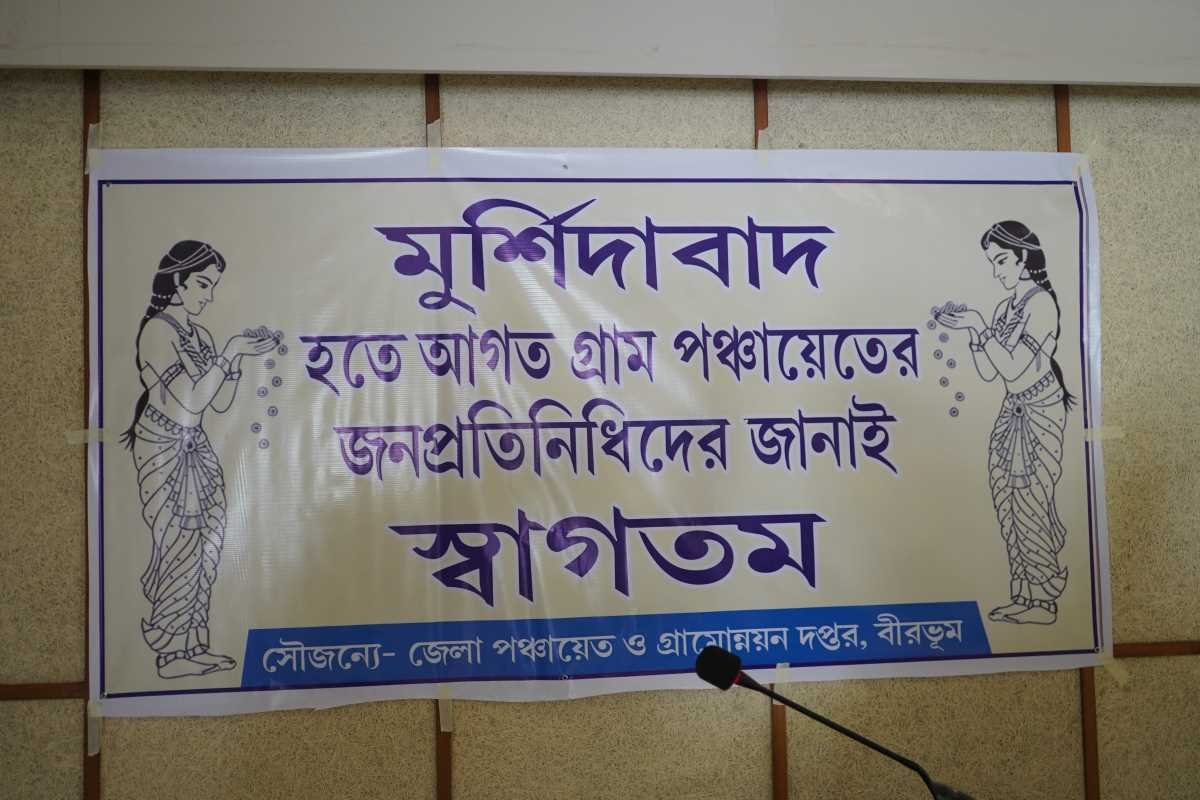 মুর্শিদাবাদ
হতে আগত গ্রাম পঞ্চায়েতের
জনপ্রতিনিধিদের জানাই
স্বাগতম
সৌজন্যে- জেলা পঞ্চায়েত ও গ্রামোন্নয়ন দপ্তর, বীরভূম